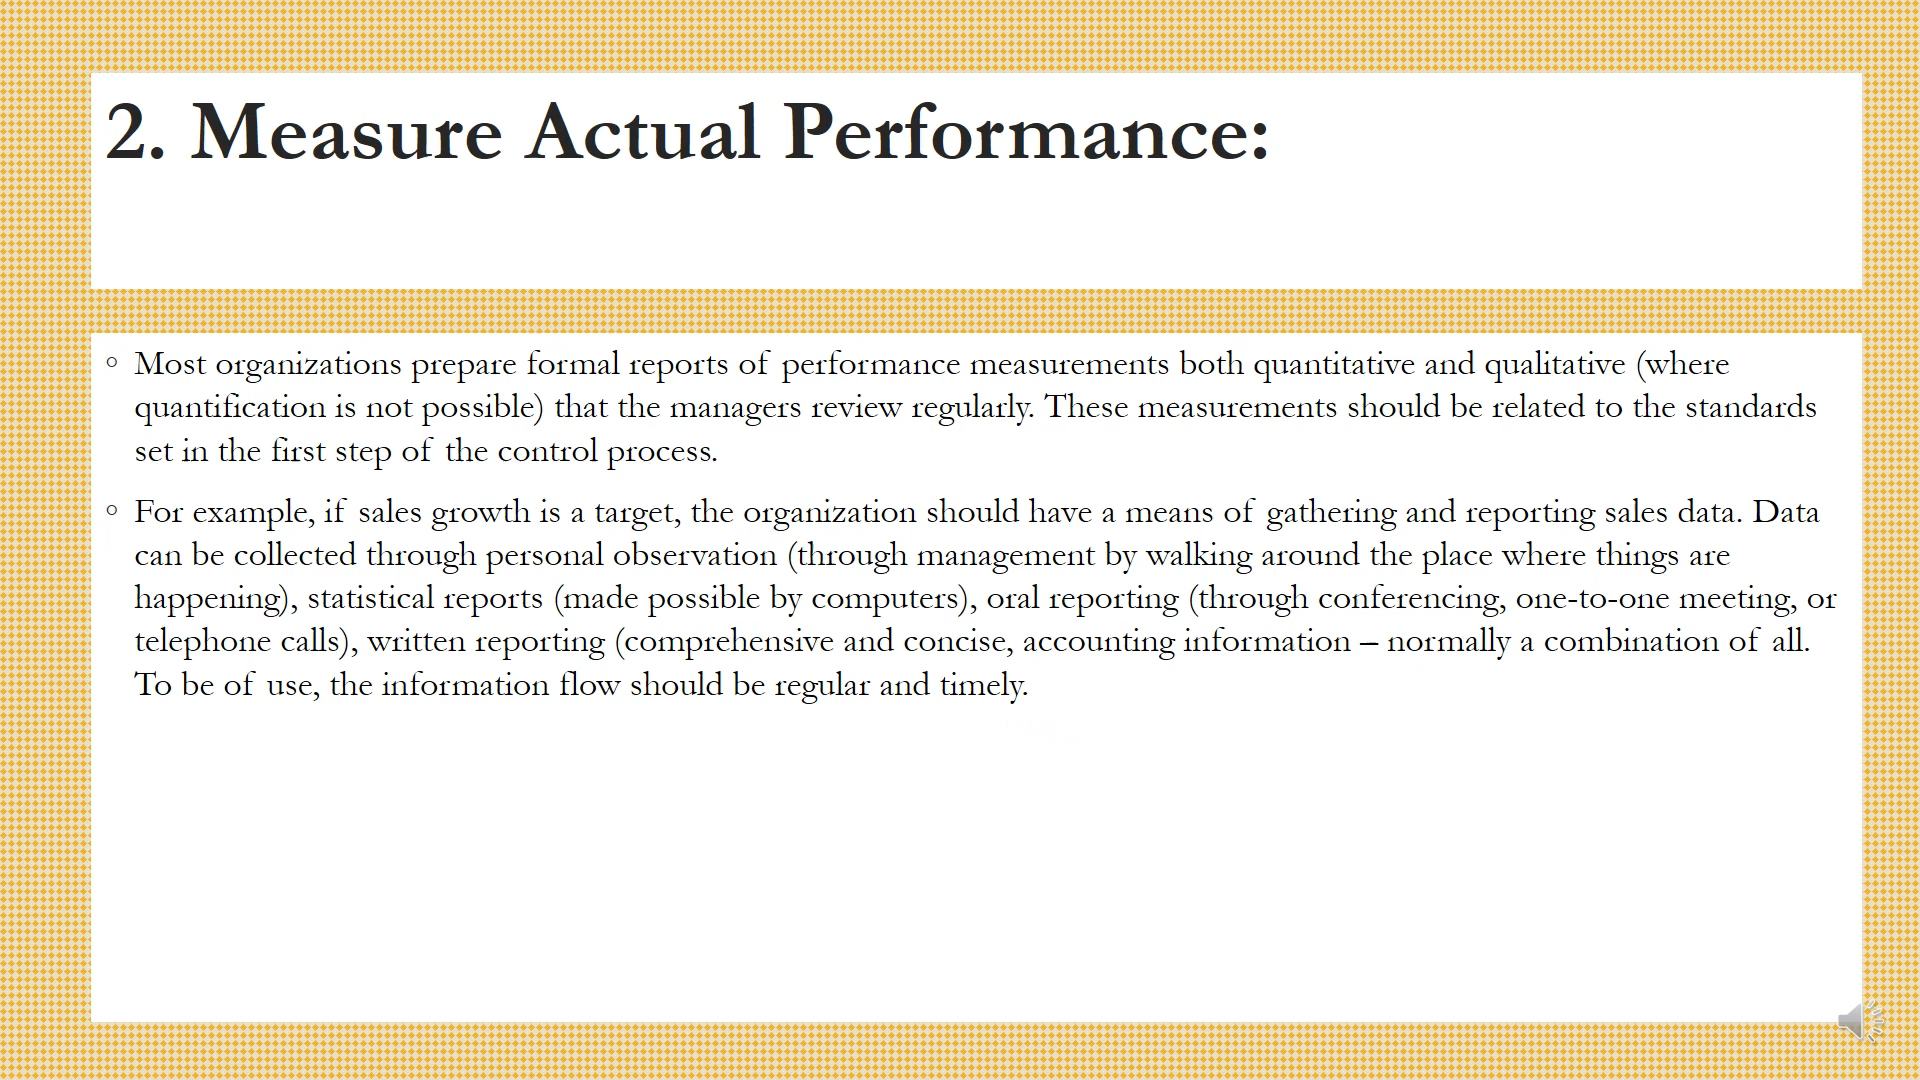 2. Measure Actual Performance:
◦ Most organizations prepare formal reports of performance measurements both quantitative and qualitative (where
quantification is not possible) that the managers review regularly. These measurements should be related to the standards
set in the first step of the control process.
◦ For example, if sales growth is a target, the organization should have a means of gathering and reporting sales data. Data
can be collected through personal observation (through management by walking around the place where things are
happening), statistical reports (made possible by computers), oral reporting (through conferencing, one-to-one meeting, or
telephone calls), written reporting (comprehensive and concise, accounting information – normally a combination of all.
To be of use, the information flow should be regular and timely.